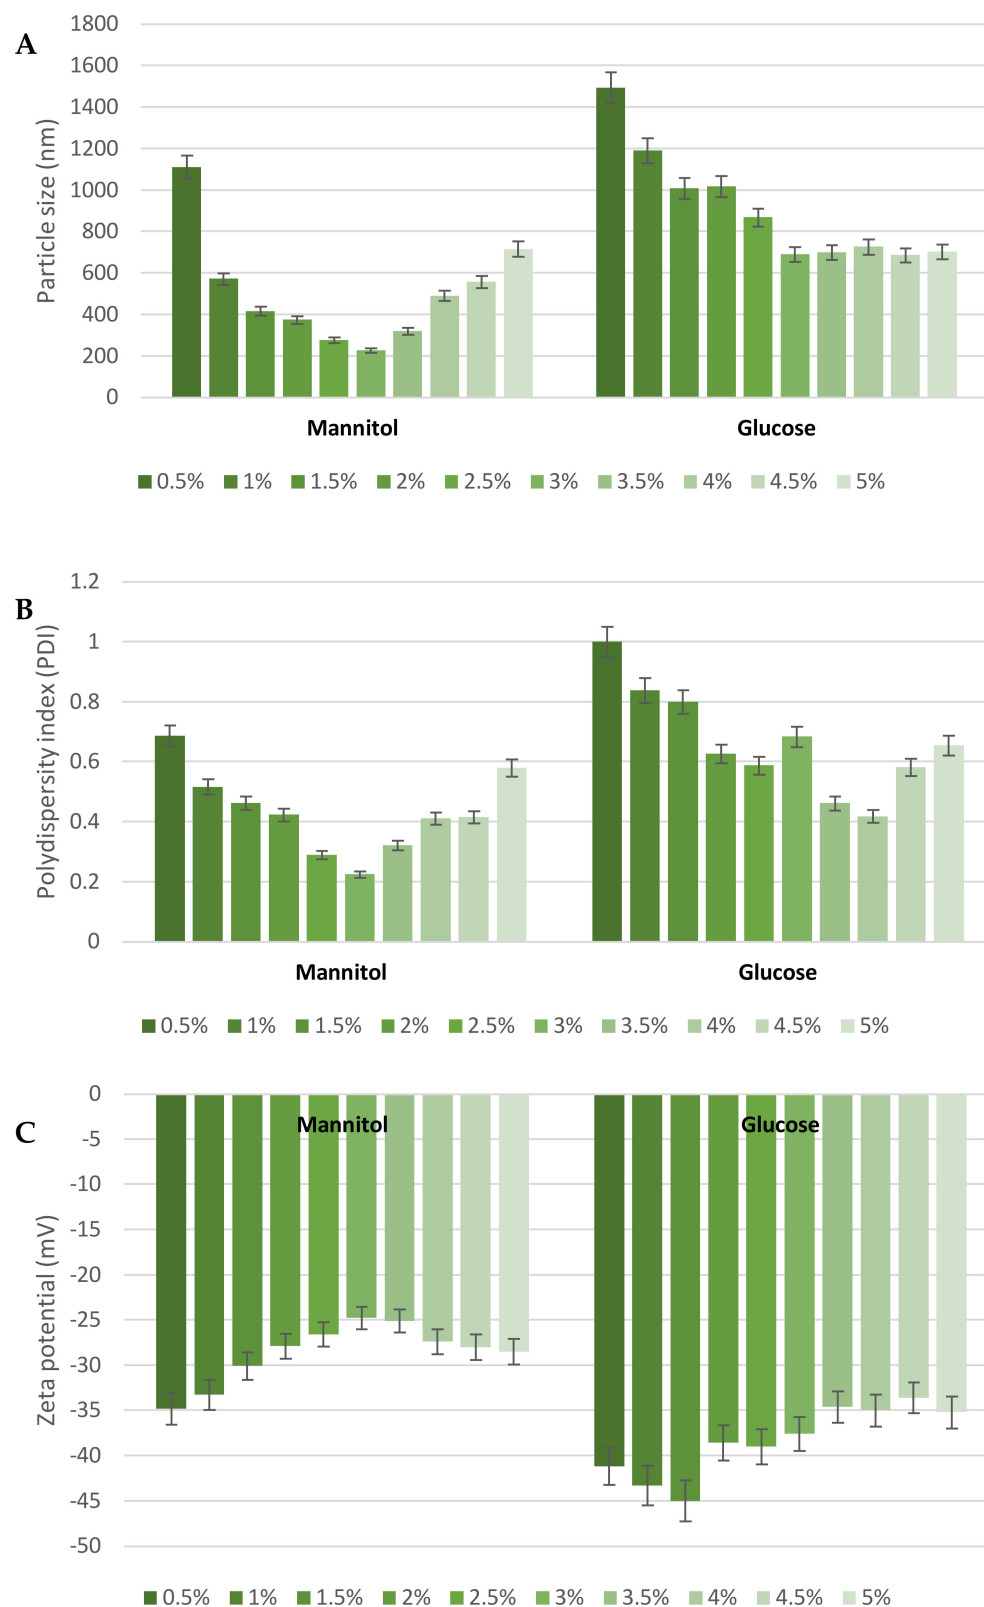 A
Particle size (nm)
1800
1600
1400
1200
1000
800
600
400
200
0
Mannitol Glucose
0.5% 1% 1.5% 2% 2.5% 3% 3.5% 4% 4.5% 5%
B
Polydispersity index (PDI)
1.2
1
0.8
0.6
0.4
0.2
0
Mannitol Glucose
0.5% 1% 1.5% 2% 2.5% 3% 3.5% 4% 4.5% 5%
C
Zeta potential (mV)
0
Mannitol Glucose
-5
-10
-15
-20
-25
-30
-35
-40
-45
-50
0.5% 1% 1.5% 2% 2.5% 3% 3.5% 4% 4.5% 5%